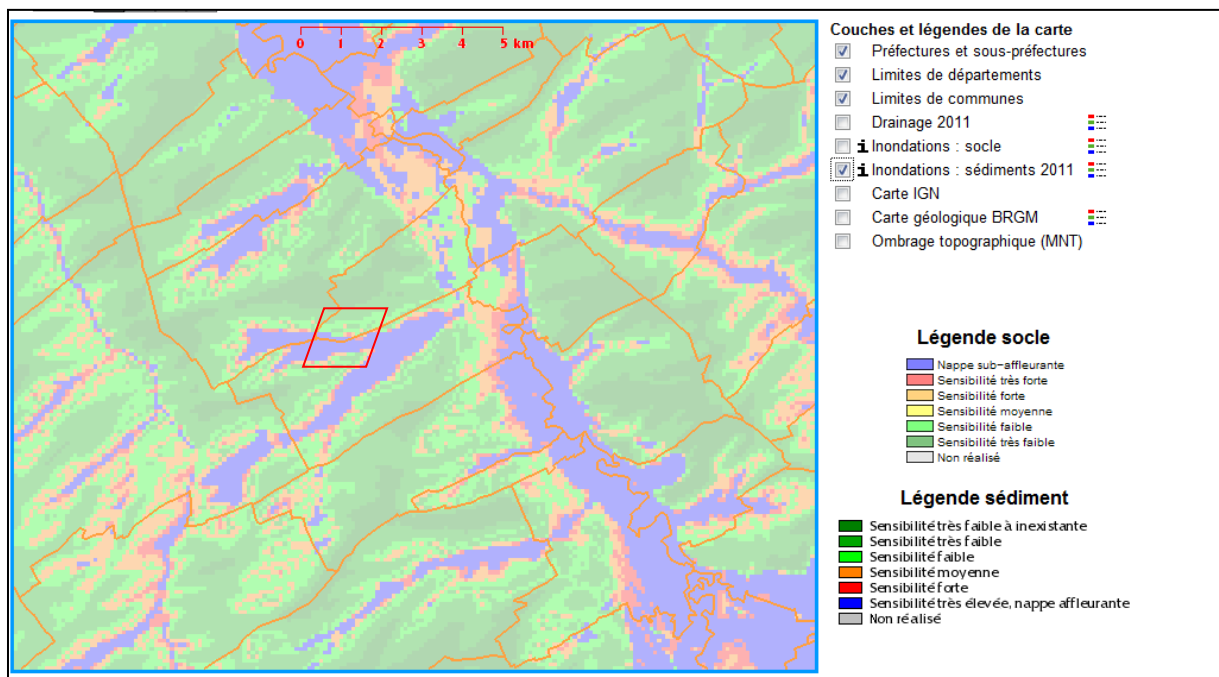 0 1 2 3 4 5 km
Couches et légendes de la carte
Préfectures et sous-préfectures
Limites de départements
Limites de communes
Drainage 2011
i Inondations : socle
i Inondations : sédiments 2011
Carte IGN
Carte géologique BRGM
Ombrage topographique (MNT)
Légende socle
Nappe sub-affleurante
Sensibilité très forte
Sensibilité forte
Sensibilité moyenne
Sensibilité faible
Sensibilité très faible
Non réalisé
Légende sédiment
Sensibilité très faible à inexistante
Sensibilité très faible
Sensibilité faible
Sensibilité moyenne
Sensibilité forte
Sensibilité très élevée, nappe affleurante
Non réalisé